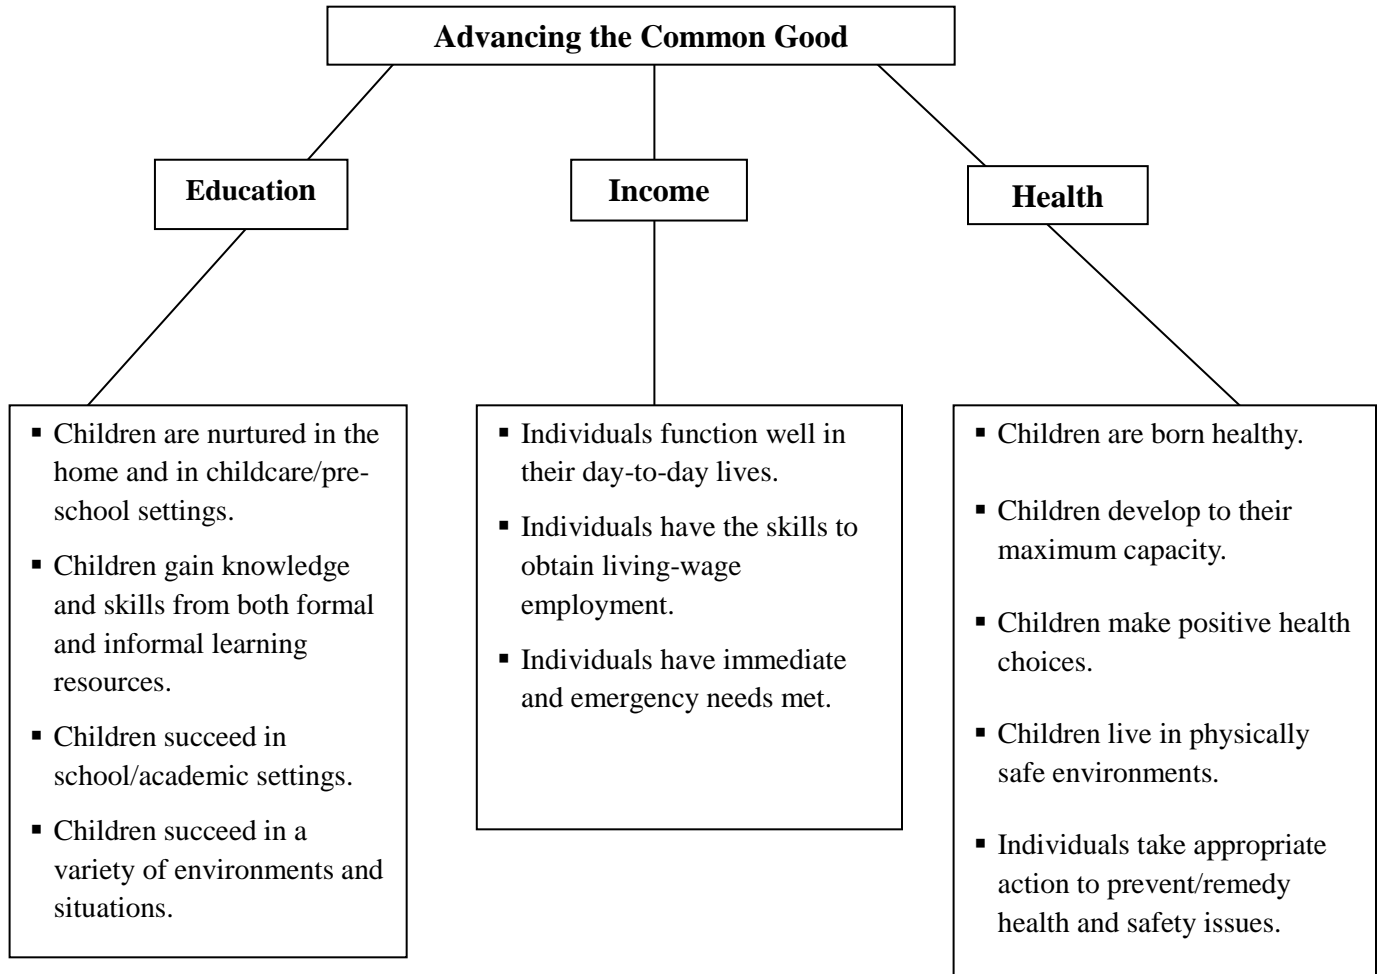 Advancing the Common Good
Education
Income
Health
▪ Children are nurtured in the
home and in childcare/pre-
school settings.
▪ Children gain knowledge
and skills from both formal
and informal learning
resources.
▪ Children succeed in
school/academic settings.
▪ Children succeed in a
variety of environments and
situations.
▪ Individuals function well in
their day-to-day lives.
▪ Individuals have the skills to
obtain living-wage
employment.
▪ Individuals have immediate
and emergency needs met.
▪ Children are born healthy.
▪ Children develop to their
maximum capacity.
▪ Children make positive health
choices.
▪ Children live in physically
safe environments.
▪ Individuals take appropriate
action to prevent/remedy
health and safety issues.